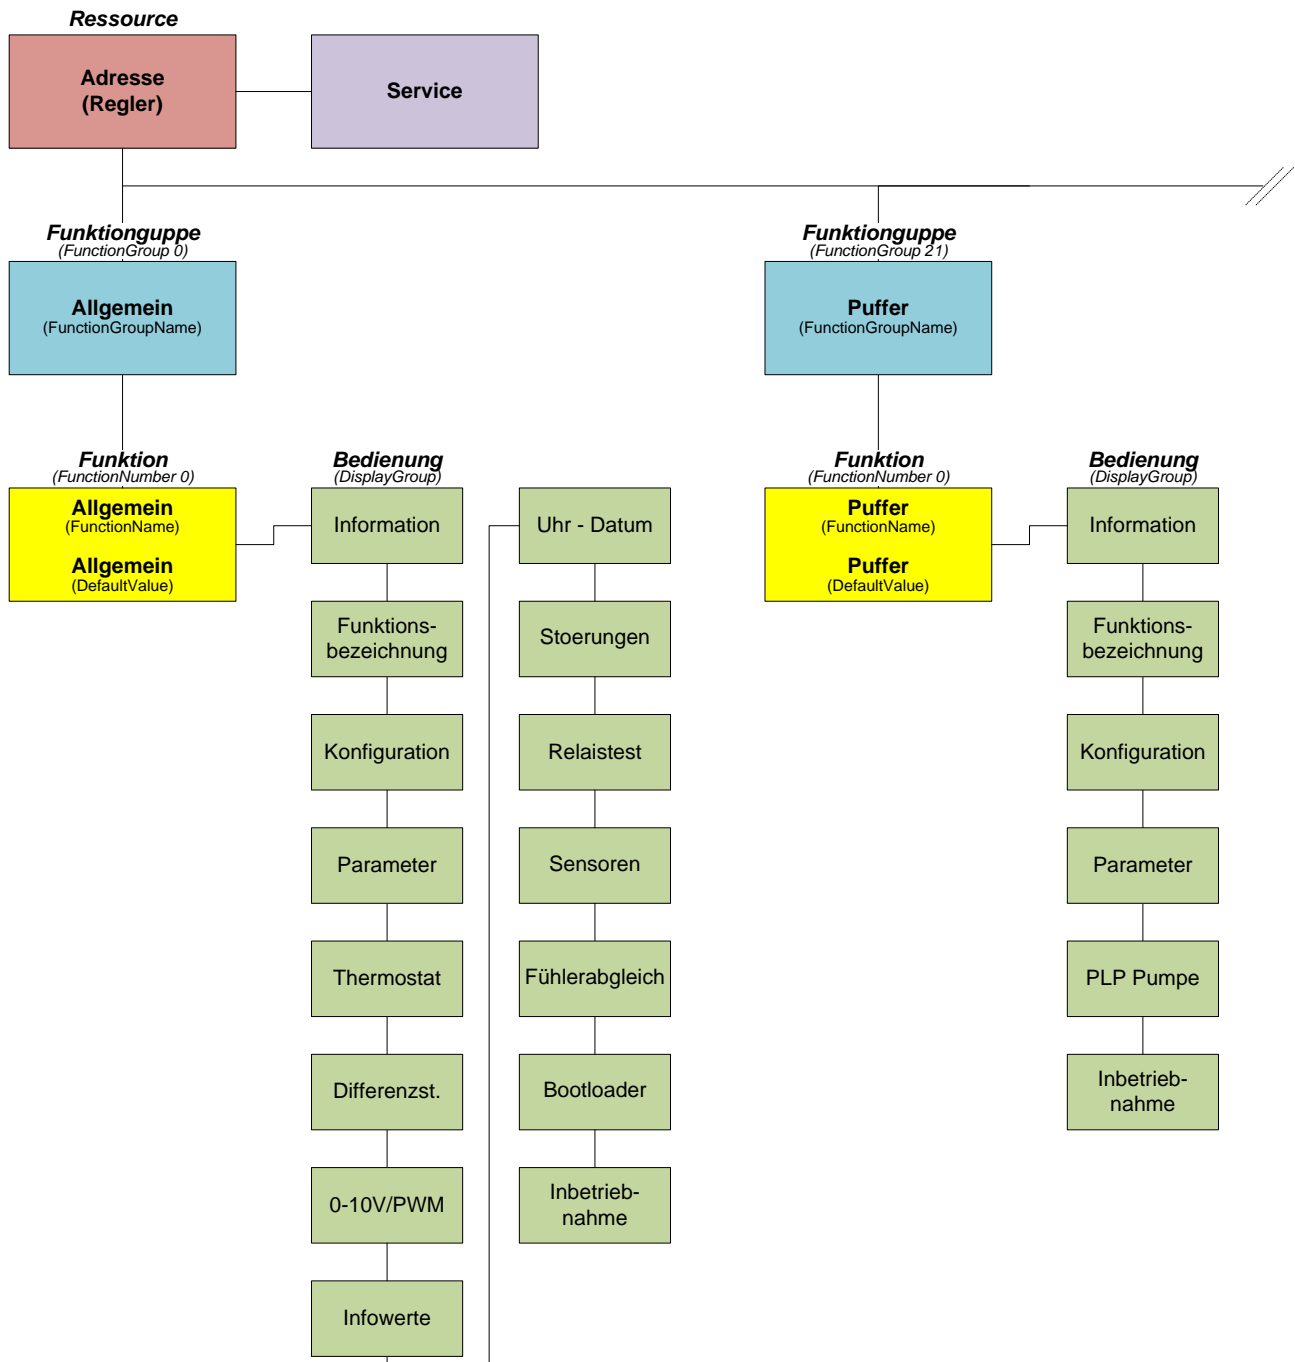 Ressource
Adresse
(Regler)
Service
Funktionguppe
(FunctionGroup 0)
Allgemein
(FunctionGroupName)
Funktionguppe
(FunctionGroup 21)
Puffer
(FunctionGroupName)
Funktion
(FunctionNumber 0)
Allgemein
(FunctionName)
Allgemein
(DefaultValue)
Bedienung
(DisplayGroup)
Information
Funktions-
bezeichnung
Konfiguration
Parameter
Thermostat
Differenzst.
0-10V/PWM
Infowerte
Uhr - Datum
Stoerungen
Relaistest
Sensoren
Fühlerabgleich
Bootloader
Inbetrieb-
nahme
Funktion
(FunctionNumber 0)
Puffer
(FunctionName)
Puffer
(DefaultValue)
Bedienung
(DisplayGroup)
Information
Funktions-
bezeichnung
Konfiguration
Parameter
PLP Pumpe
Inbetrieb-
nahme